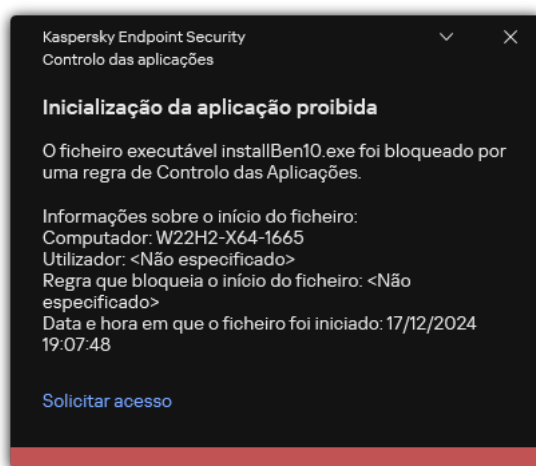 Kaspersky Endpoint Security
Controlo das aplicações
Inicialização da aplicação proibida
O ficheiro executável installBen10.exe foi bloqueado por
uma regra de Controlo das Aplicações.
Informações sobre o início do ficheiro:
Computador: W22H2-X64-1665
Utilizador: <Não especificado>
Regra que bloqueia o início do ficheiro: <Não
especificado>
Data e hora em que o ficheiro foi iniciado: 17/12/2024
19:07:48
Solicitar acesso